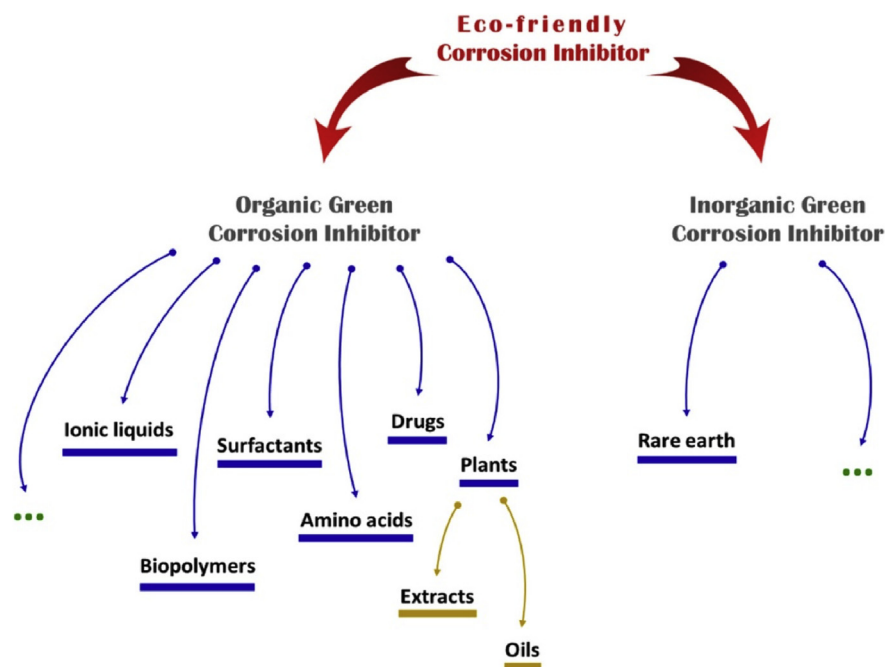 Eco-friendly
Corrosion Inhibitor
Organic Green
Corrosion Inhibitor
Inorganic Green
Corrosion Inhibitor
Ionic liquids
Surfactants
Drugs
Plants
Rare earth
...
...
Amino acids
Biopolymers
Extracts
Oils